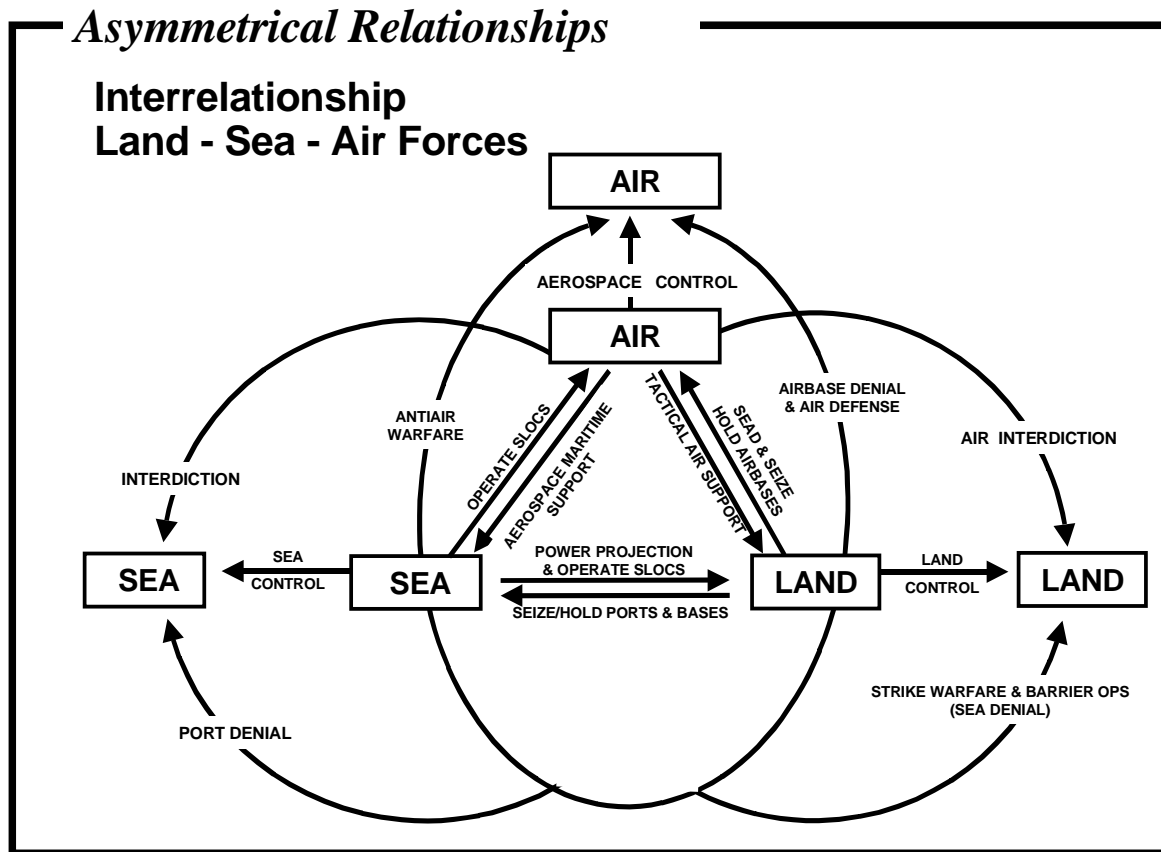 Asymmetrical Relationships
Interrelationship
Land - Sea - Air Forces
AIR
AEROSPACE CONTROL
AIR
ANTIAIR
WARFARE
AIRBASE DENIAL
& AIR DEFENSE
INTERDICTION
AIR INTERDICTION
OPERATE SLOCS
AEROSPACE MARITIME
SUPPORT
TACTICAL AIR SUPPORT
SEAD & SEIZE
HOLD AIRBASES
SEA
SEA
CONTROL
SEA
POWER PROJECTION
& OPERATE SLOCS
SEIZE/HOLD PORTS & BASES
LAND
LAND
CONTROL
LAND
PORT DENIAL
STRIKE WARFARE & BARRIER OPS
(SEA DENIAL)